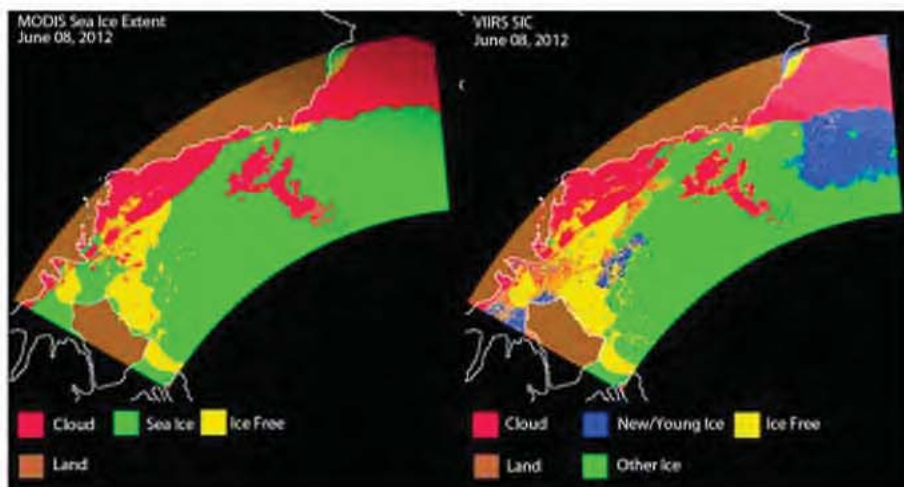 MODIS Sea Ice Extent
June 08, 2012
Cloud
Sea Ice
Ice Free
Land
VIIRS SIC
June 08, 2012
Cloud
New/Young Ice
Ice Free
Land
Other Ice